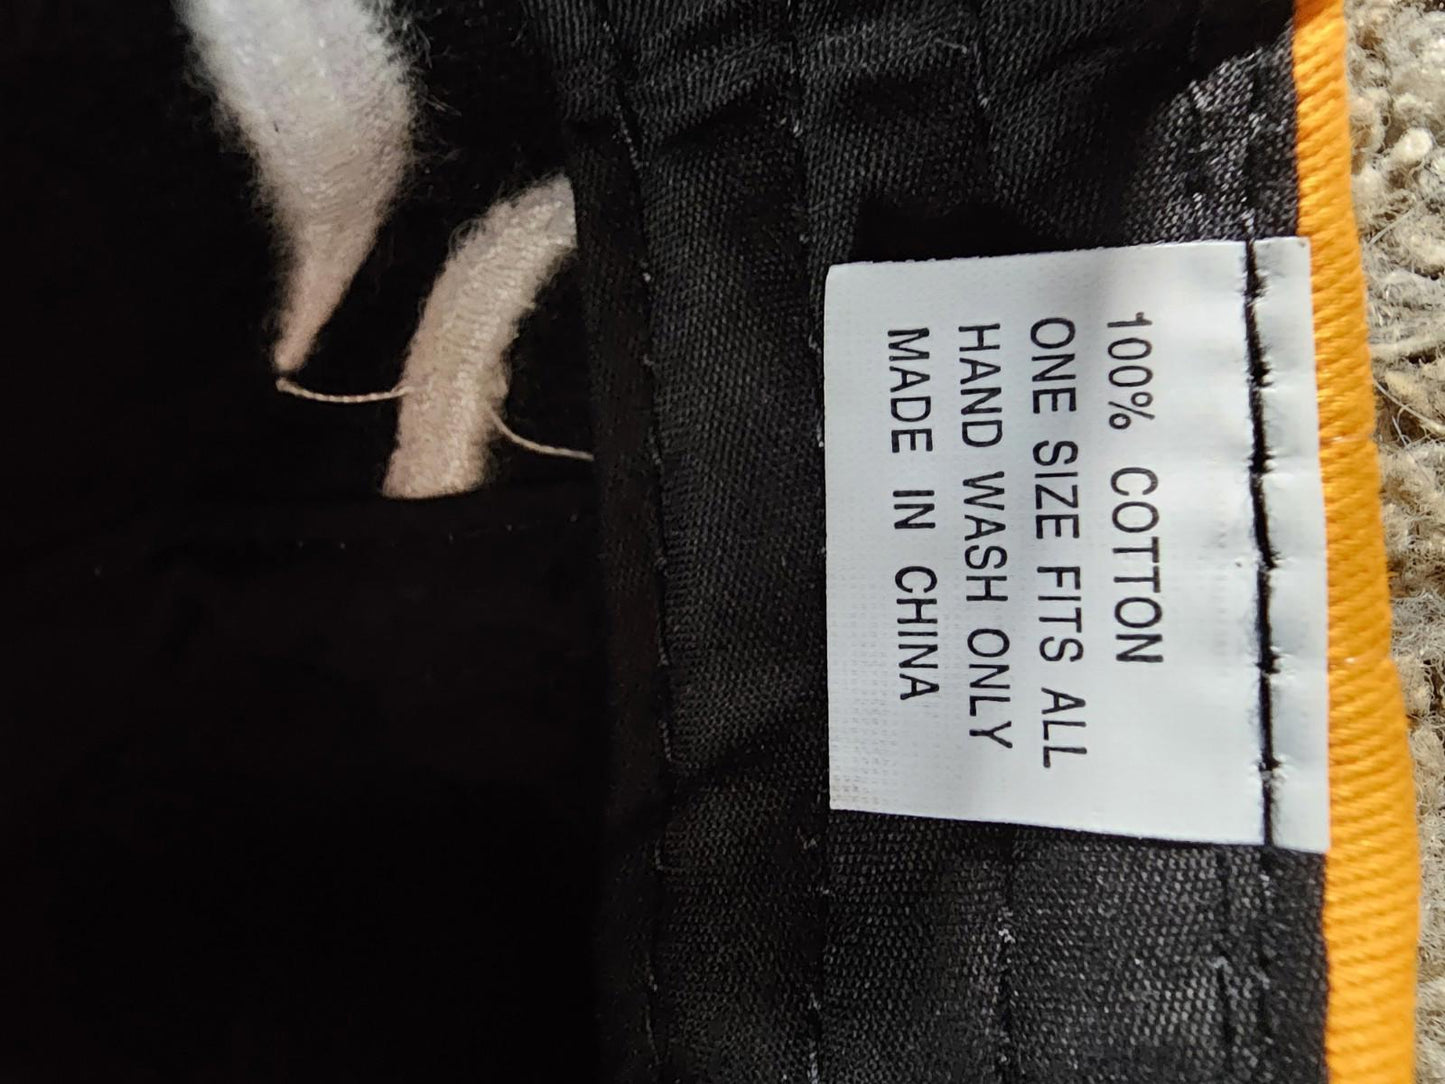 100% COTTON
ONE SIZE FITS ALL
HAND WASH ONLY
MADE IN CHINA